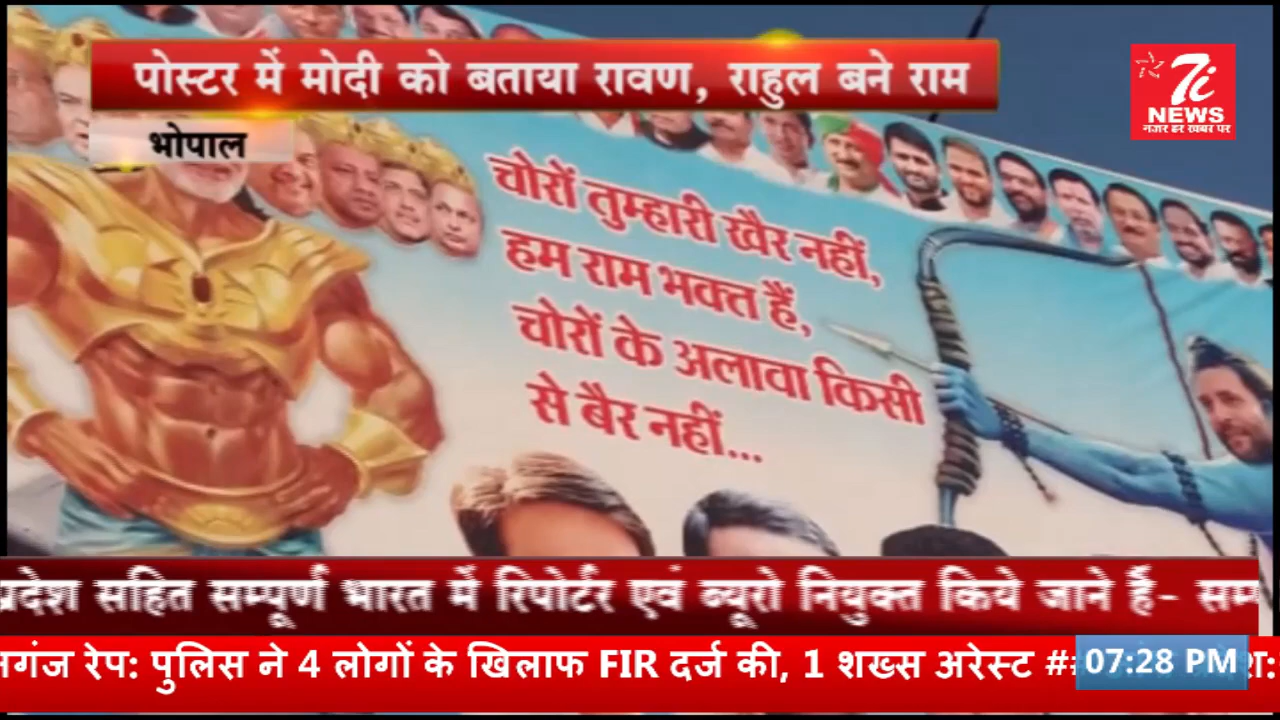 पोस्टर में मोदी को बताया रावण, राहुल बने राम
भोपाल
7i
NEWS
नजर हर खबर पर
चोरों तुम्हारी खैर नहीं,
हम राम भक्त हैं,
चोरों के अलावा किसी
से बैर नहीं...
प्रदेश सहित सम्पूर्ण भारत में रिपोर्टर एवं ब्यूरो नियुक्त किये जाने हैं- सम
गंज रेप: पुलिस ने 4 लोगों के खिलाफ FIR दर्ज की, 1 शख्स अरेस्ट ##
07:28 PM